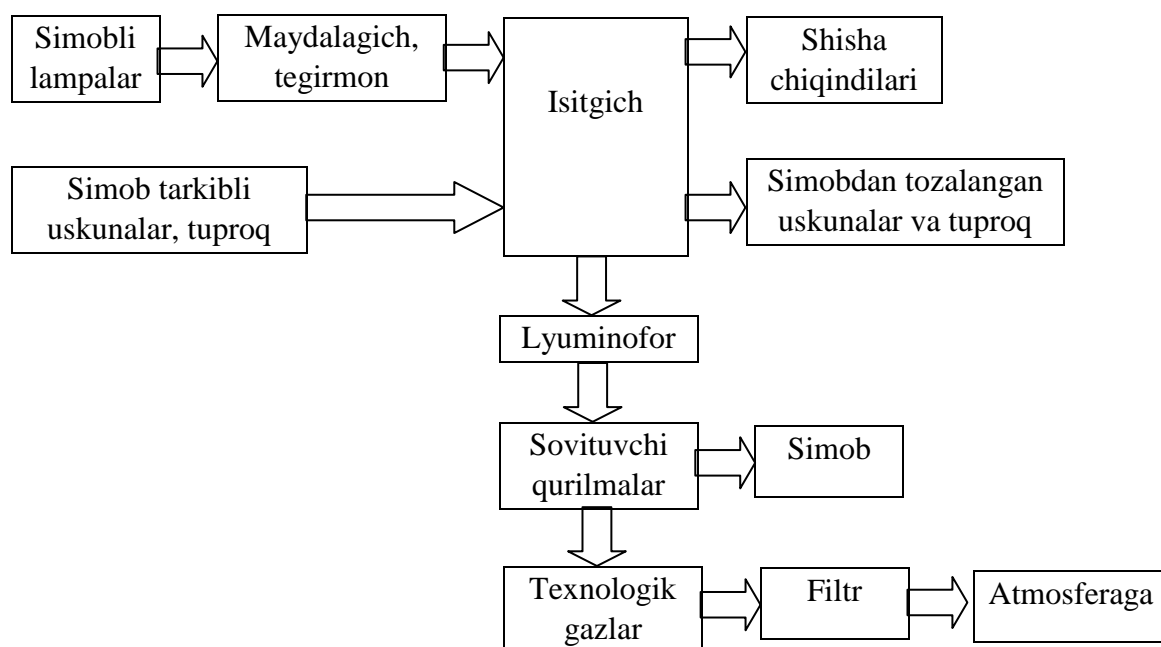 Simobli
lampalar
Maydalagich,
tegirmon
Isitgich
Shisha
chiqindilari
Simob tarkibli
uskunalar, tuproq
Simobdan tozalangan
uskunalar va tuproq
Lyuminofor
Sovituvchi
qurilmalar
Simob
Texnologik
gazlar
Filtr
Atmosferaga